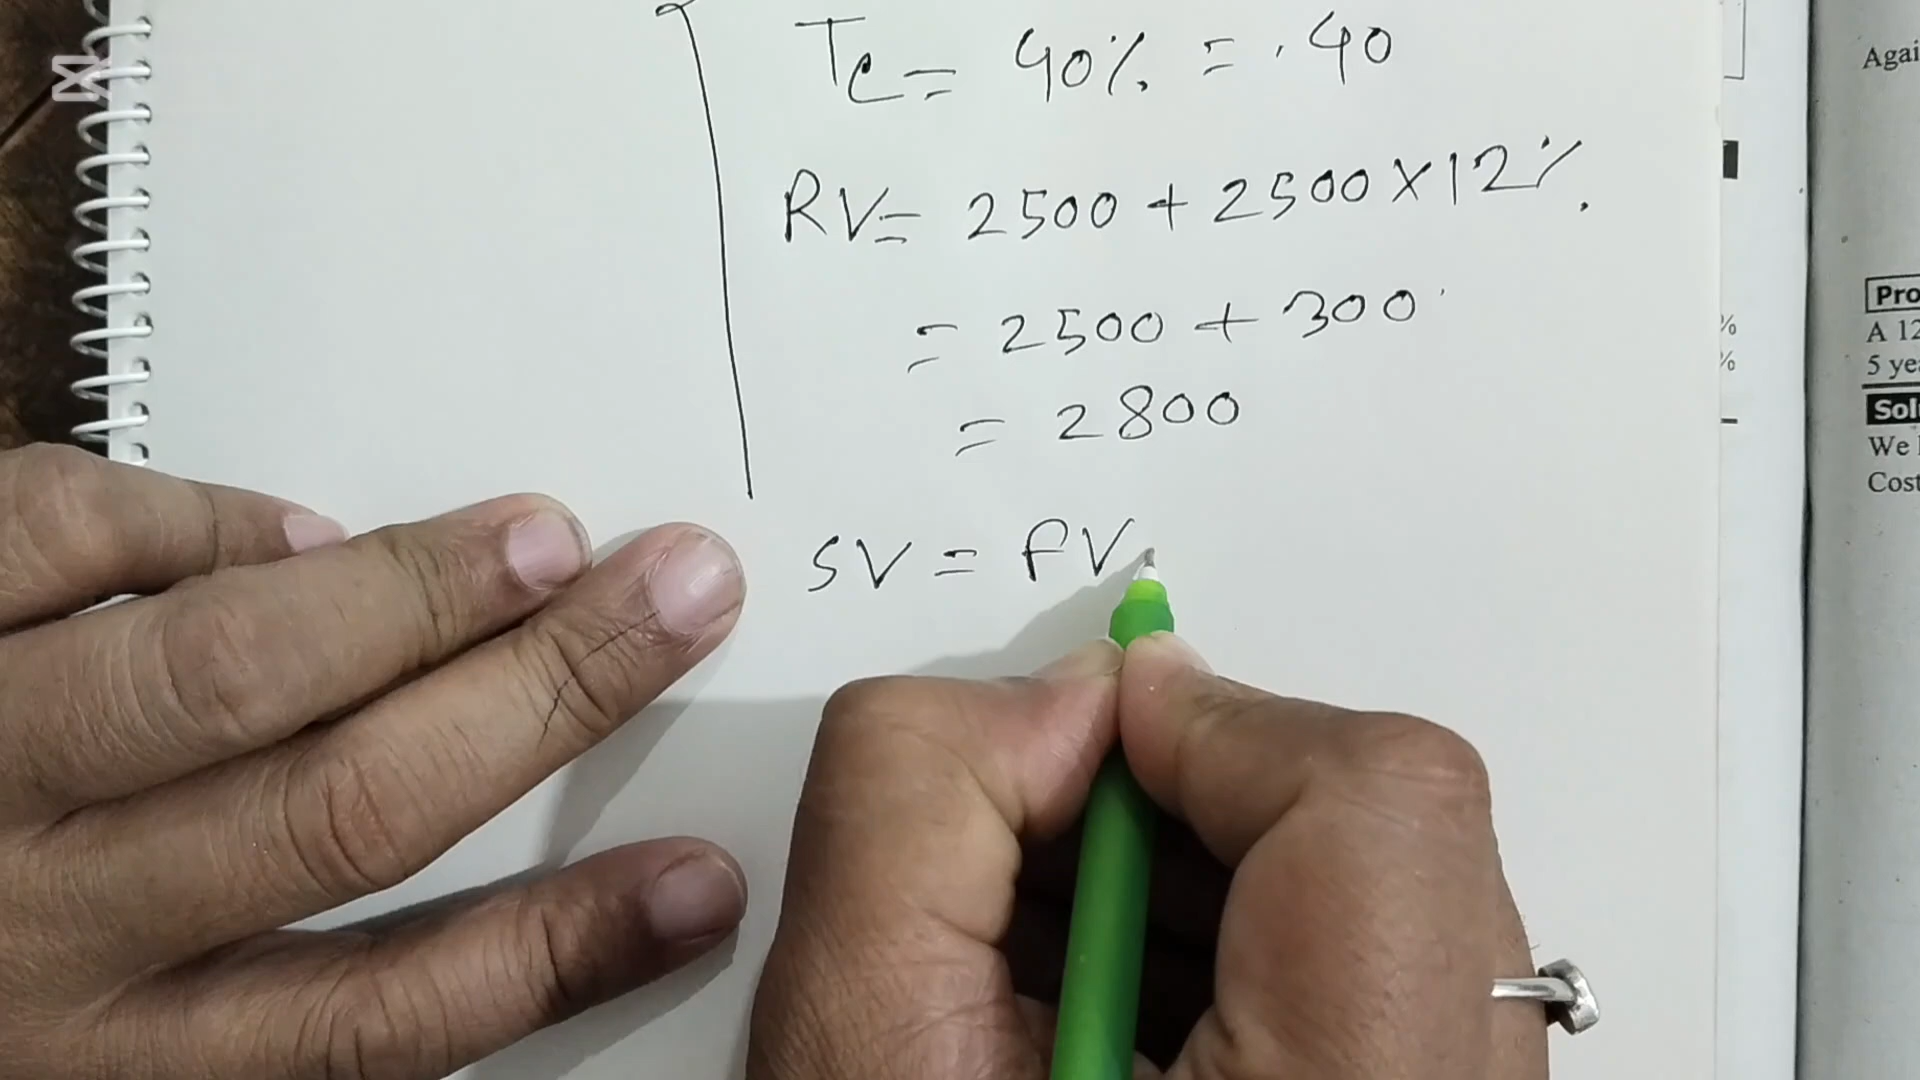 Tc = 40% = .40
RV = 2500 + 2500 × 12%.
= 2500 + 300
= 2800
SV = FV
Agai
Pro
A 12
5 ye
Sol
We
Cost
%
%